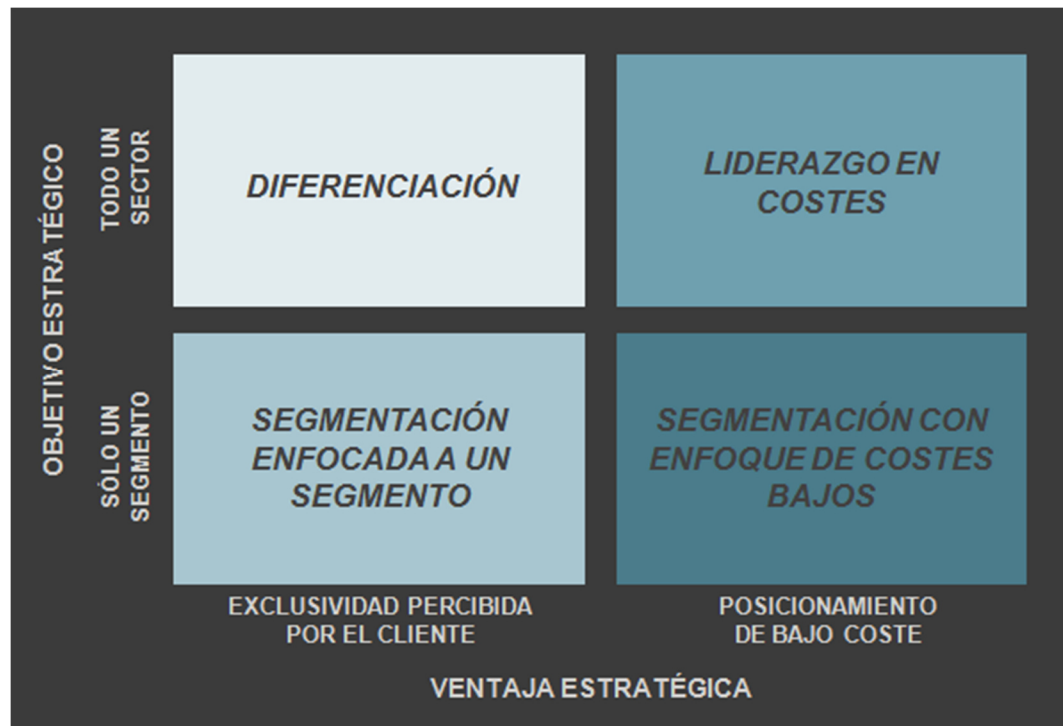 OBJETIVO ESTRATÉGICO
TODO UN
SECTOR
DIFERENCIACIÓN
LIDERAZGO EN
COSTES
SÓLO UN
SEGMENTO
SEGMENTACIÓN
ENFOCADA A UN
SEGMENTO
SEGMENTACIÓN CON
ENFOQUE DE COSTES
BAJOS
EXCLUSIVIDAD PERCIBIDA
POR EL CLIENTE
POSICIONAMIENTO
DE BAJO COSTE
VENTAJA ESTRATÉGICA